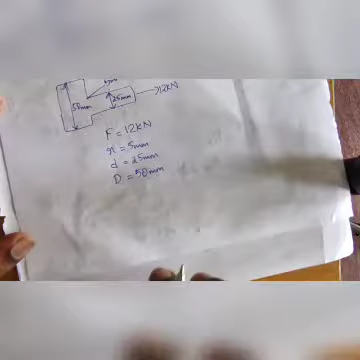 5mm
50mm
25mm
12KN
F = 12KN
r = 5mm
d = 25mm
D = 50mm